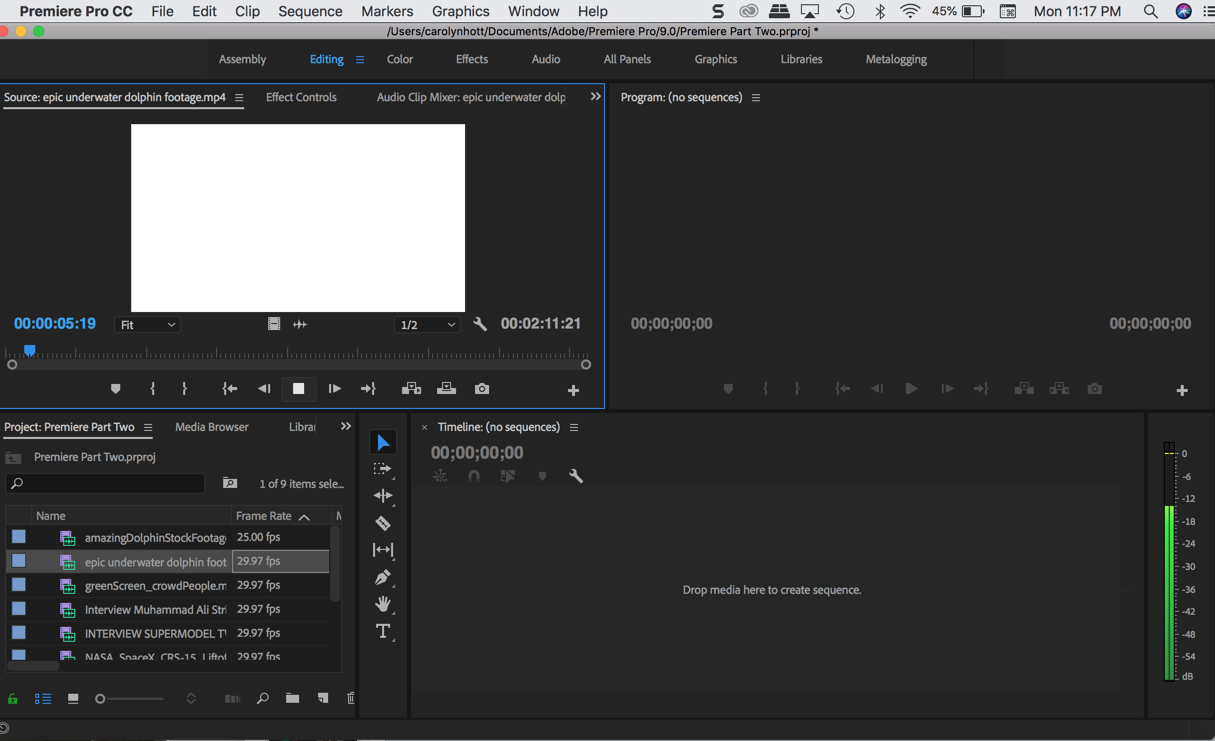 Premiere Pro CC File Edit Clip Sequence Markers Graphics Window Help 45% Mon 11:17 PM
/Users/carolynhott/Documents/Adobe/Premiere Pro/9.0/Premiere Part Two.prproj *
Assembly Editing Color Effects Audio All Panels Graphics Libraries Metalogging
Source: epic underwater dolphin footage.mp4 Effect Controls Audio Clip Mixer: epic underwater dolp
Program: (no sequences)
00:00:05:19 Fit 1/2 00:02:11:21
00;00;00;00 00;00;00;00
Project: Premiere Part Two Media Browser Librai
Timeline: (no sequences)
00;00;00;00
Premiere Part Two.prproj
1 of 9 items sele...
Name Frame Rate M
amazingDolphinStockFootag 25.00 fps
epic underwater dolphin foot 29.97 fps
greenScreen_crowdPeople.m 29.97 fps
Interview Muhammad Ali Stri 29.97 fps
INTERVIEW SUPERMODEL TV 29.97 fps
NASA SpaceX CRS-15 Liftof 29.97 fps
Drop media here to create sequence.
0
-6
-12
-18
-24
-30
-36
-42
-48
-54
dB